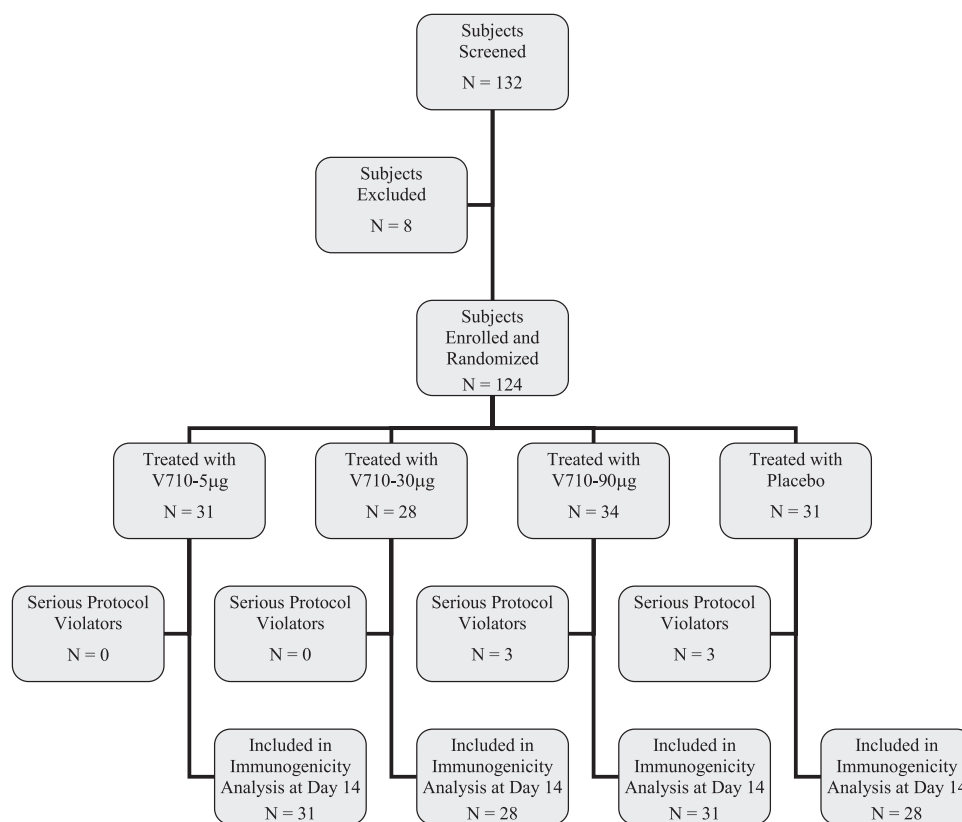 Subjects
Screened
N = 132
Subjects
Excluded
N = 8
Subjects
Enrolled and
Randomized
N = 124
Treated with
V710-5μg
N = 31
Treated with
V710-30μg
N = 28
Treated with
V710-90μg
N = 34
Treated with
Placebo
N = 31
Serious Protocol
Violators
N = 0
Serious Protocol
Violators
N = 0
Serious Protocol
Violators
N = 3
Serious Protocol
Violators
N = 3
Included in
Immunogenicity
Analysis at Day 14
N = 31
Included in
Immunogenicity
Analysis at Day 14
N = 28
Included in
Immunogenicity
Analysis at Day 14
N = 31
Included in
Immunogenicity
Analysis at Day 14
N = 28